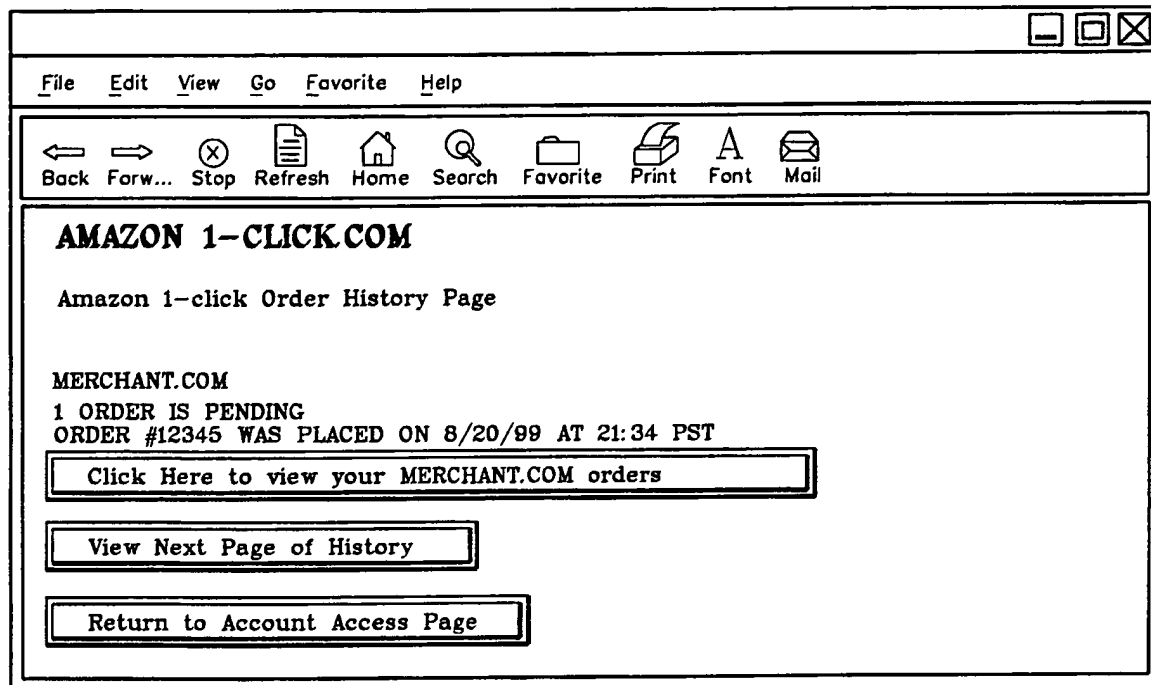 File Edit View Go Favorite Help
Back Forw... Stop Refresh Home Search Favorite Print Font Mail
AMAZON 1-CLICK.COM
Amazon 1-click Order History Page
MERCHANT.COM
1 ORDER IS PENDING
ORDER #12345 WAS PLACED ON 8/20/99 AT 21:34 PST
Click Here to view your MERCHANT.COM orders
View Next Page of History
Return to Account Access Page